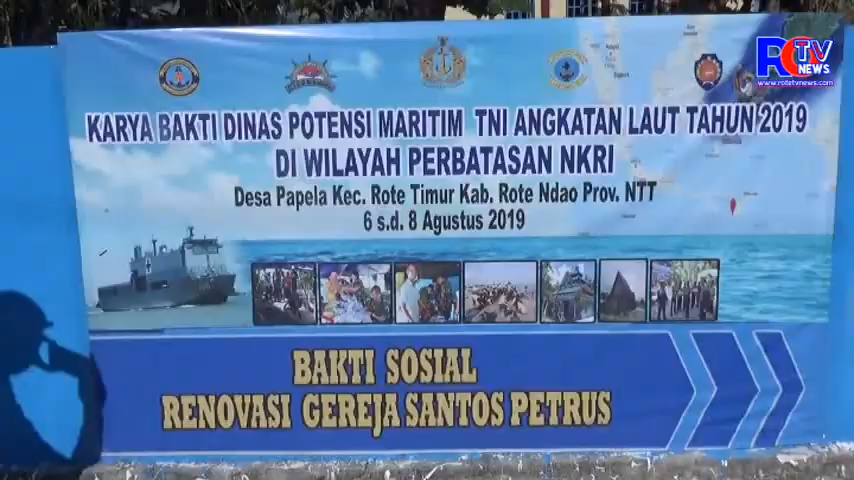 RO TV NEWS
www.rotetvnews.com
KARYA BAKTI DINAS POTENSI MARITIM TNI ANGKATAN LAUT TAHUN 2019
DI WILAYAH PERBATASAN NKRI
Desa Papela Kec. Rote Timur Kab. Rote Ndao Prov. NTT
6 s.d. 8 Agustus 2019
BAKTI SOSIAL
RENOVASI GEREJA SANTOS PETRUS